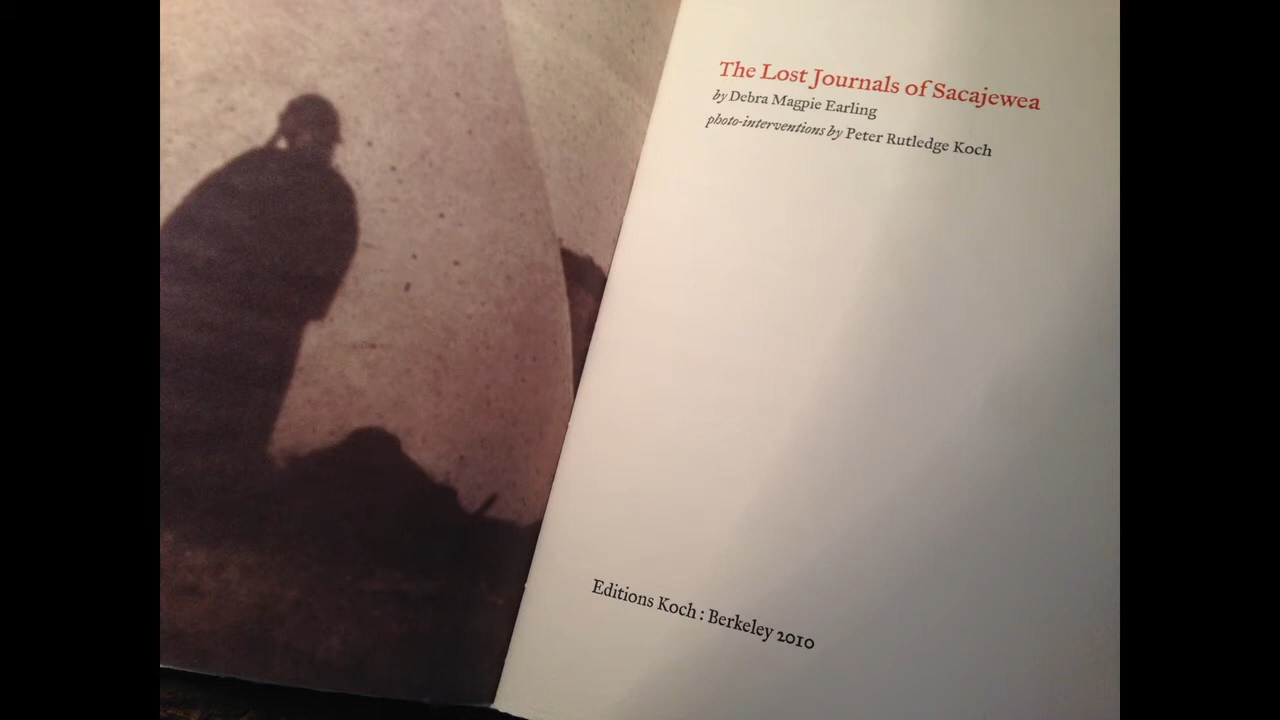 The Lost Journals of Sacajewea
by Debra Magpie Earling
photo-interventions by Peter Rutledge Koch
Editions Koch : Berkeley 2010